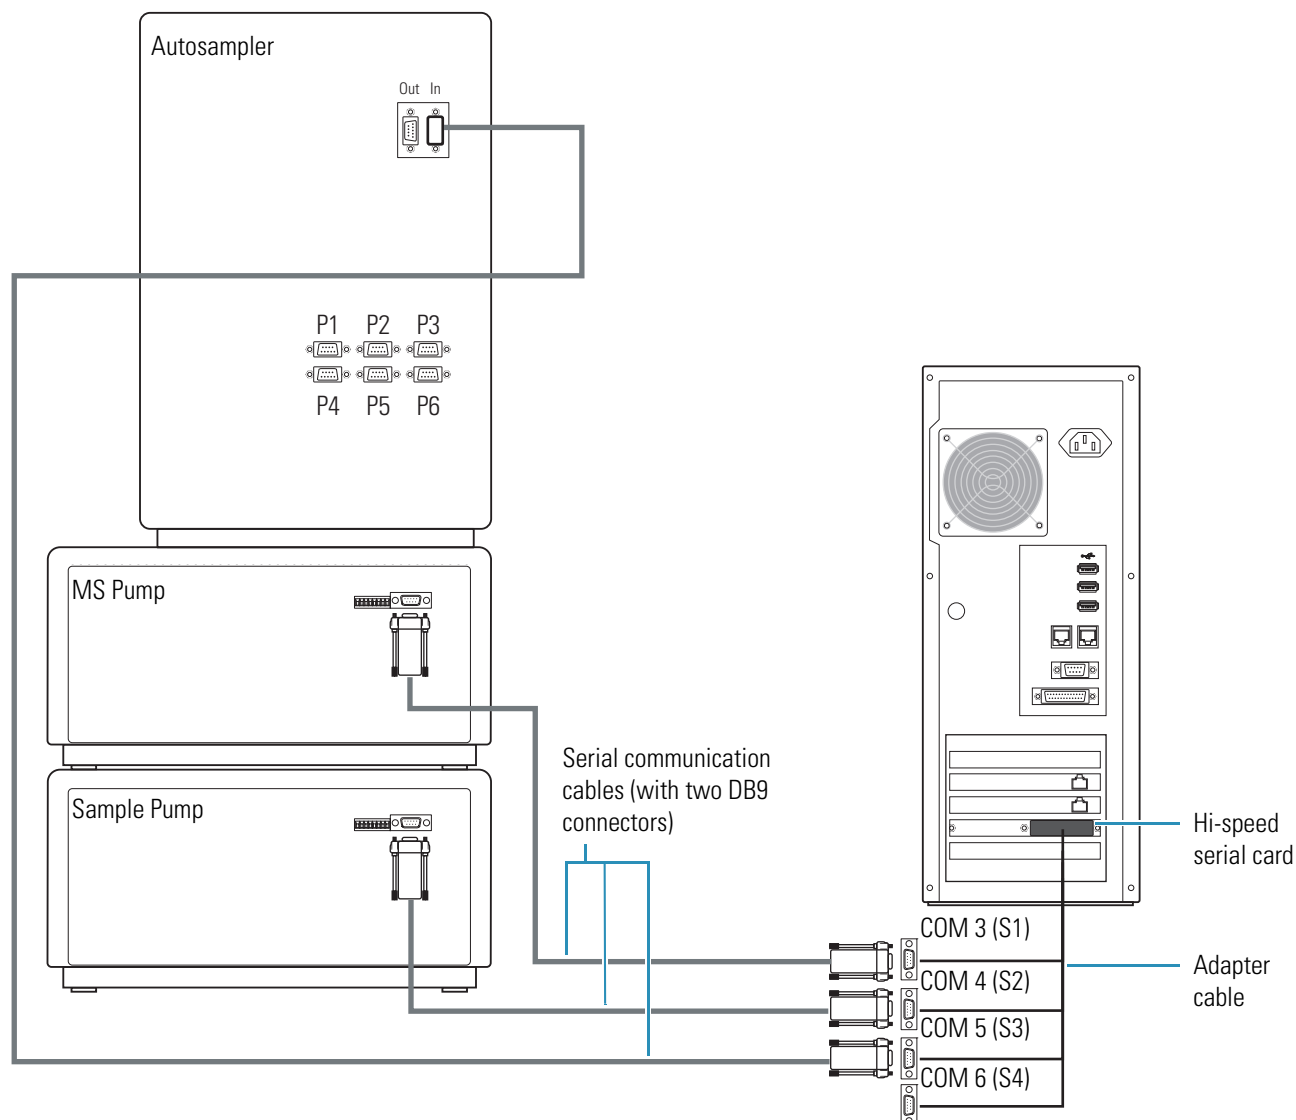 Autosampler
Out In
P1 P2 P3
P4 P5 P6
MS Pump
Sample Pump
Serial communication
cables (with two DB9
connectors)
Hi-speed
serial card
COM 3 (S1)
COM 4 (S2)
COM 5 (S3)
COM 6 (S4)
Adapter
cable